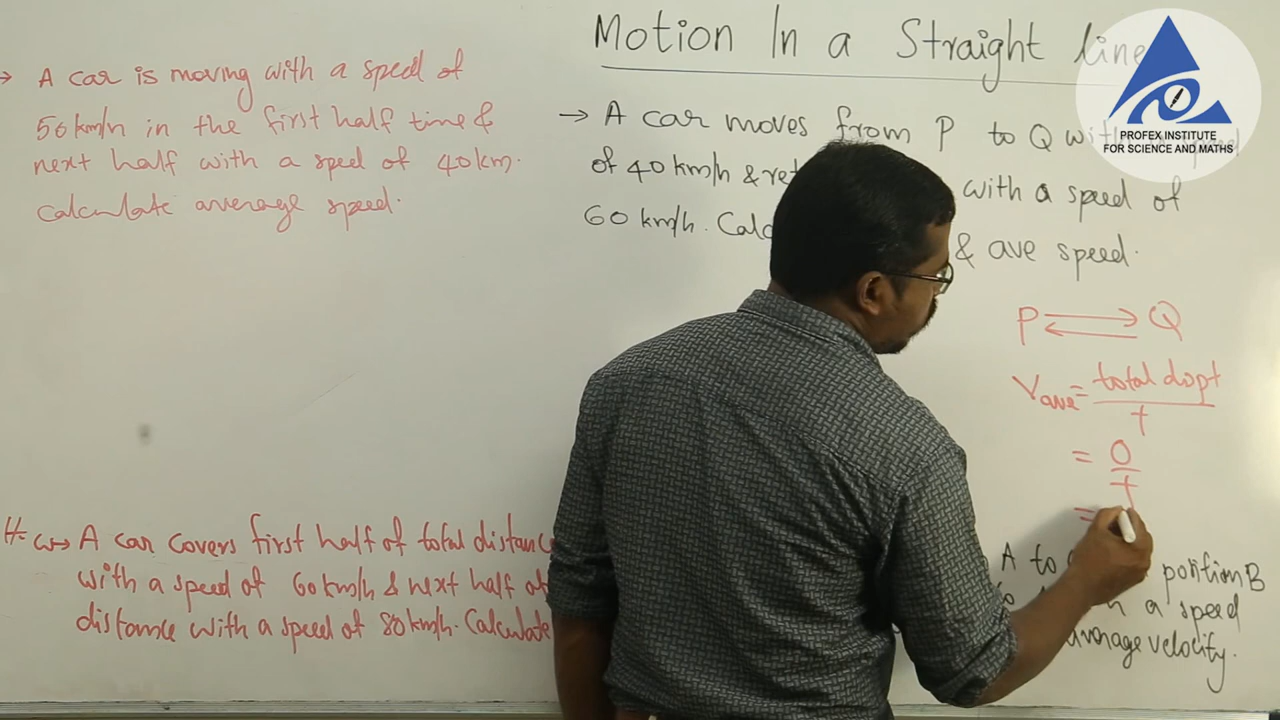 Motion In a Straight line
→ A car is moving with a speed of
50 km/h in the first half time &
next half with a speed of 40 km.
Calculate average speed.
→ A car moves from P to Q with
of 40 km/h & ret with a speed of
60 km/h. Calc & ave speed.
P Q
Vave = total dspt / t
= 0 / t
=
H-w→ A car covers first half of total distance
with a speed of 60 km/h & next half of
distance with a speed of 80 km/h. Calculate
A to position B
a speed
average velocity.
PROFEX INSTITUTE
FOR SCIENCE AND MATHS